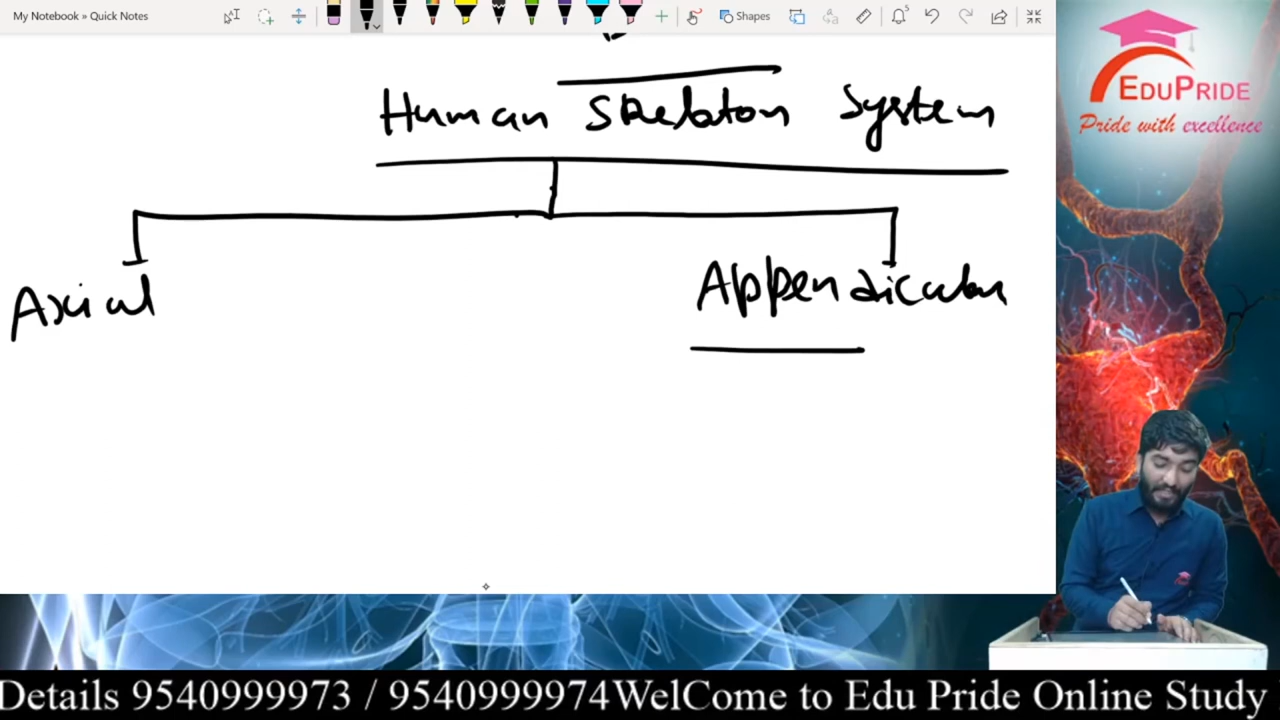 My Notebook » Quick Notes
Shapes
Human Skeleton System
Axial
Appendicular
EDUPRIDE
Pride with excellence
Details 9540999973 / 9540999974WelCome to Edu Pride Online Study